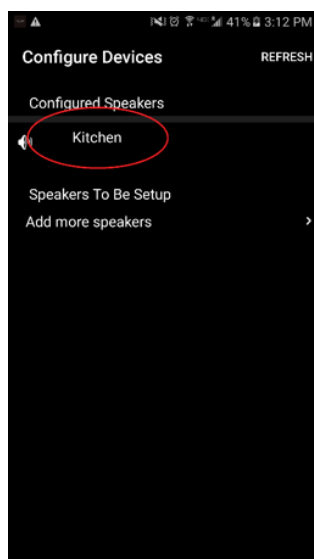 41% 3:12 PM
Configure Devices REFRESH
Configured Speakers
Kitchen
Speakers To Be Setup
Add more speakers